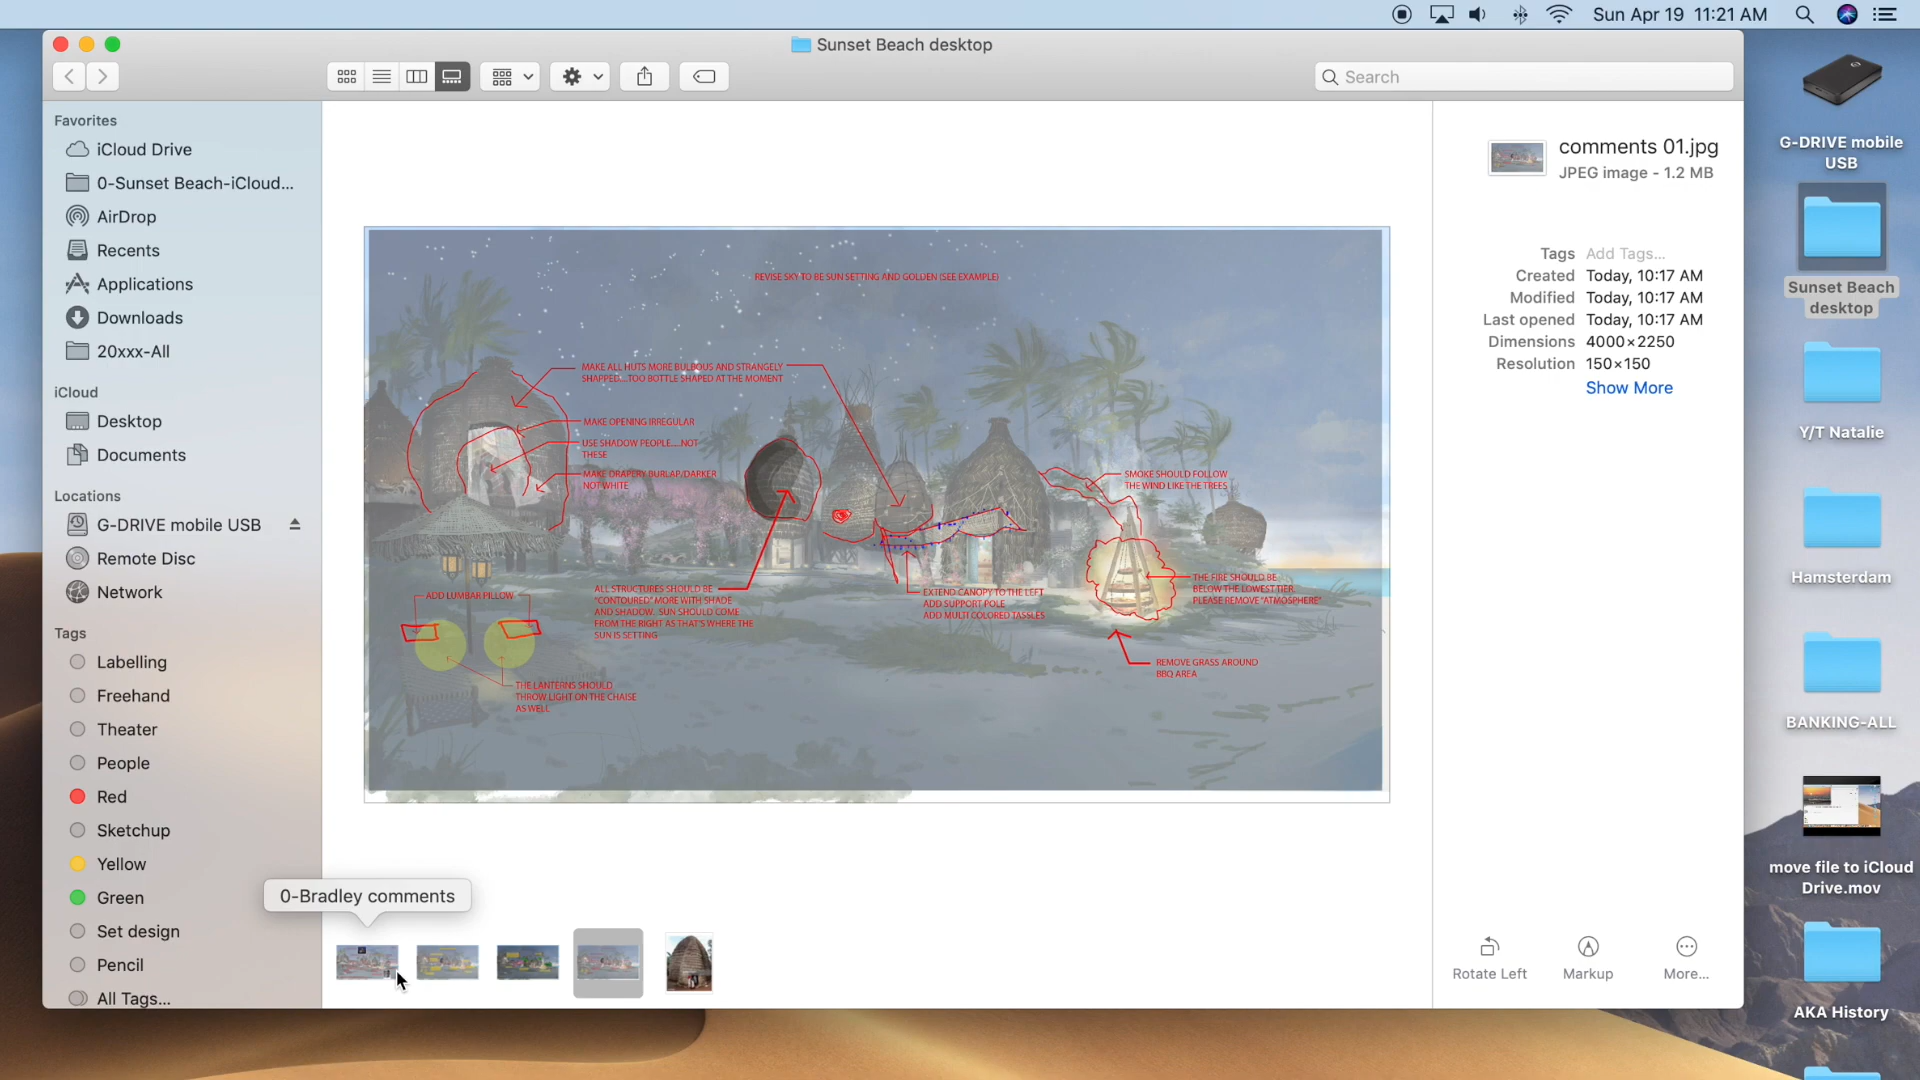 Sun Apr 19 11:21 AM
Sunset Beach desktop
Search
Favorites
iCloud Drive
0-Sunset Beach-iCloud...
AirDrop
Recents
Applications
Downloads
20xxx-All
iCloud
Desktop
Documents
Locations
G-DRIVE mobile USB
Remote Disc
Network
Tags
Labelling
Freehand
Theater
People
Red
Sketchup
Yellow
Green
Set design
Pencil
All Tags...
REVISE SKY TO BE SUN SETTING AND GOLDEN (SEE EXAMPLE)
MAKE ALL HUTS MORE BULBOUS AND STRANGELY
SHAPPED...TOO BOTTLE SHAPED AT THE MOMENT
MAKE OPENING IRREGULAR
USE SHADOW PEOPLE....NOT
THESE
MAKE DRAPERY BURLAP/DARKER
NOT WHITE
SMOKE SHOULD FOLLOW
THE WIND LIKE THE TREES
ADD LUMBAR PILLOW
ALL STRUCTURES SHOULD BE
"CONTOURED" MORE WITH SHADE
AND SHADOW. SUN SHOULD COME
FROM THE RIGHT AS THAT'S WHERE THE
SUN IS SETTING
EXTEND CANOPY TO THE LEFT
ADD SUPPORT POLE
ADD MULTI COLORED TASSLES
THE FIRE SHOULD BE
BELOW THE LOWEST TIER.
PLEASE REMOVE "ATMOSPHERE"
REMOVE GRASS AROUND
BBQ AREA
THE LANTERNS SHOULD
THROW LIGHT ON THE CHAISE
AS WELL
0-Bradley comments
comments 01.jpg
JPEG image - 1.2 MB
Tags Add Tags...
Created Today, 10:17 AM
Modified Today, 10:17 AM
Last opened Today, 10:17 AM
Dimensions 4000×2250
Resolution 150×150
Show More
Rotate Left
Markup
More...
G-DRIVE mobile
USB
Sunset Beach
desktop
Y/T Natalie
Hamsterdam
BANKING-ALL
move file to iCloud
Drive.mov
AKA History